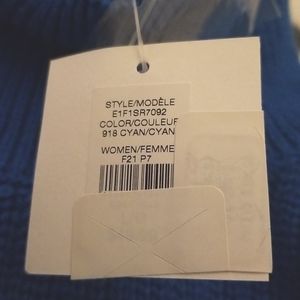 STYLE/MODÈLE
E1F1SR7092
COLOR/COULEUR
918 CYAN/CYAN
WOMEN/FEMME
F21 P7